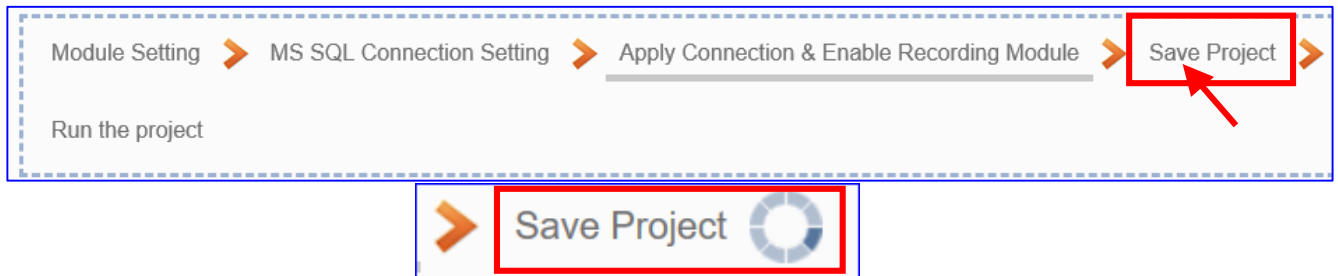 Module Setting MS SQL Connection Setting Apply Connection & Enable Recording Module Save Project
Run the project
Save Project